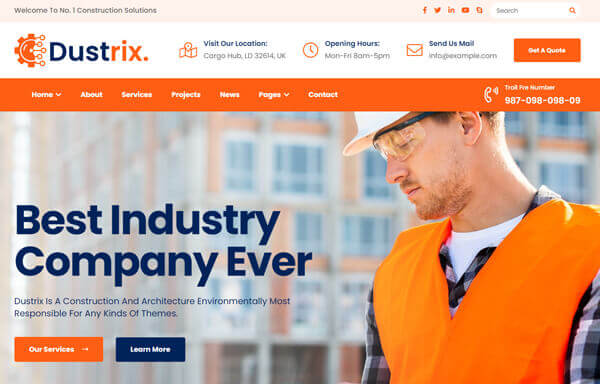 Welcome To No. 1 Construction Solutions
Search
Dustrix.
Visit Our Location:
Cargo Hub, LD 32614, UK
Opening Hours:
Mon-Fri 8am-5pm
Send Us Mail
info@example.com
Get A Quote
Home
About
Services
Projects
News
Pages
Contact
Troll Fre Number
987-098-098-09
Best Industry
Company Ever
Dustrix Is A Construction And Architecture Environmentally Most
Responsible For Any Kinds Of Themes.
Our Services →
Learn More